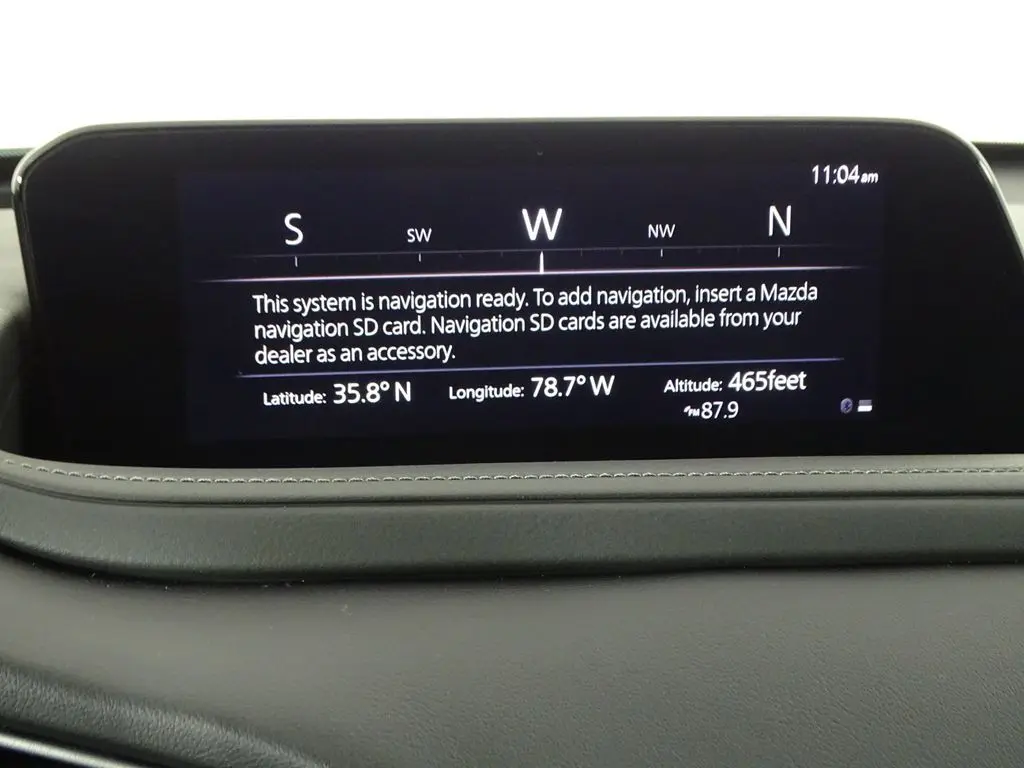 11:04am
S SW W NW N
This system is navigation ready. To add navigation, insert a Mazda
navigation SD card. Navigation SD cards are available from your
dealer as an accessory.
Latitude: 35.8° N Longitude: 78.7° W Altitude: 465feet
FM 87.9